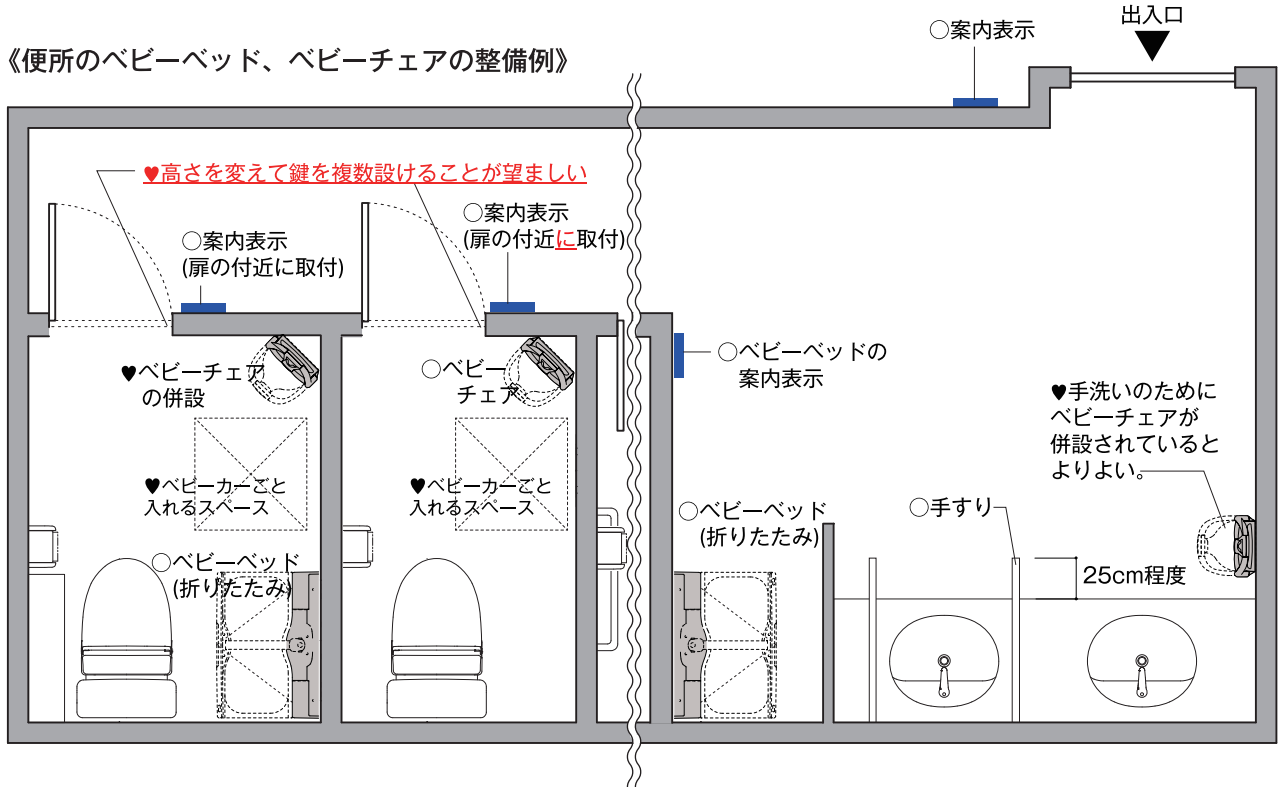 《便所のベビーベッド、ベビーチェアの整備例》
○案内表示
出入口
♥高さを変えて鍵を複数設けることが望ましい
○案内表示
(扉の付近に取付)
○案内表示
(扉の付近に取付)
♥ベビーチェア
の併設
○ベビー
チェア
○ベビーベッドの
案内表示
♥手洗いのために
ベビーチェアが
併設されていると
よりよい。
♥ベビーカーごと
入れるスペース
♥ベビーカーごと
入れるスペース
○ベビーベッド
(折りたたみ)
○手すり
○ベビーベッド
(折りたたみ)
25cm程度